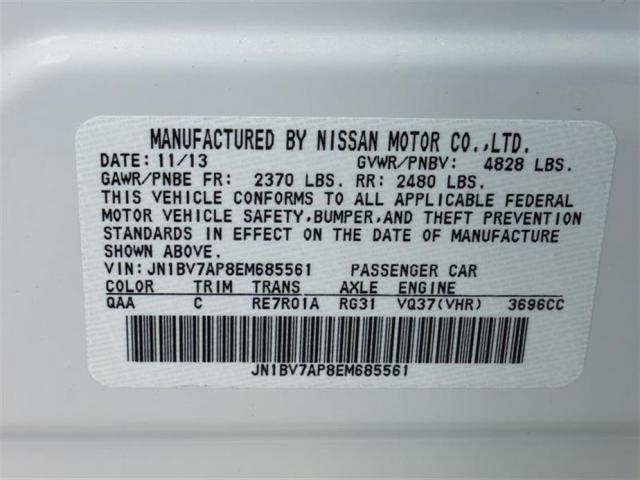 MANUFACTURED BY NISSAN MOTOR CO.,LTD.
DATE: 11/13 GVWR/PNBV: 4828 LBS.
GAWR/PNBE FR: 2370 LBS. RR: 2480 LBS.
THIS VEHICLE CONFORMS TO ALL APPLICABLE FEDERAL
MOTOR VEHICLE SAFETY,BUMPER,AND THEFT PREVENTION
STANDARDS IN EFFECT ON THE DATE OF MANUFACTURE
SHOWN ABOVE.
VIN:JN1BV7AP8EM685561 PASSENGER CAR
COLOR TRIM TRANS AXLE ENGINE
QAA C RE7R01A RG31 VQ37(VHR) 3696CC
JN1BV7AP8EM685561